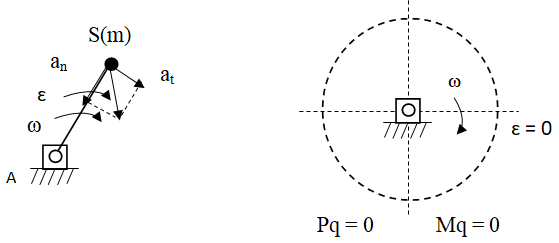 S(m)
an
at
ε
ω
A
ω
ε = 0
Pq = 0
Mq = 0